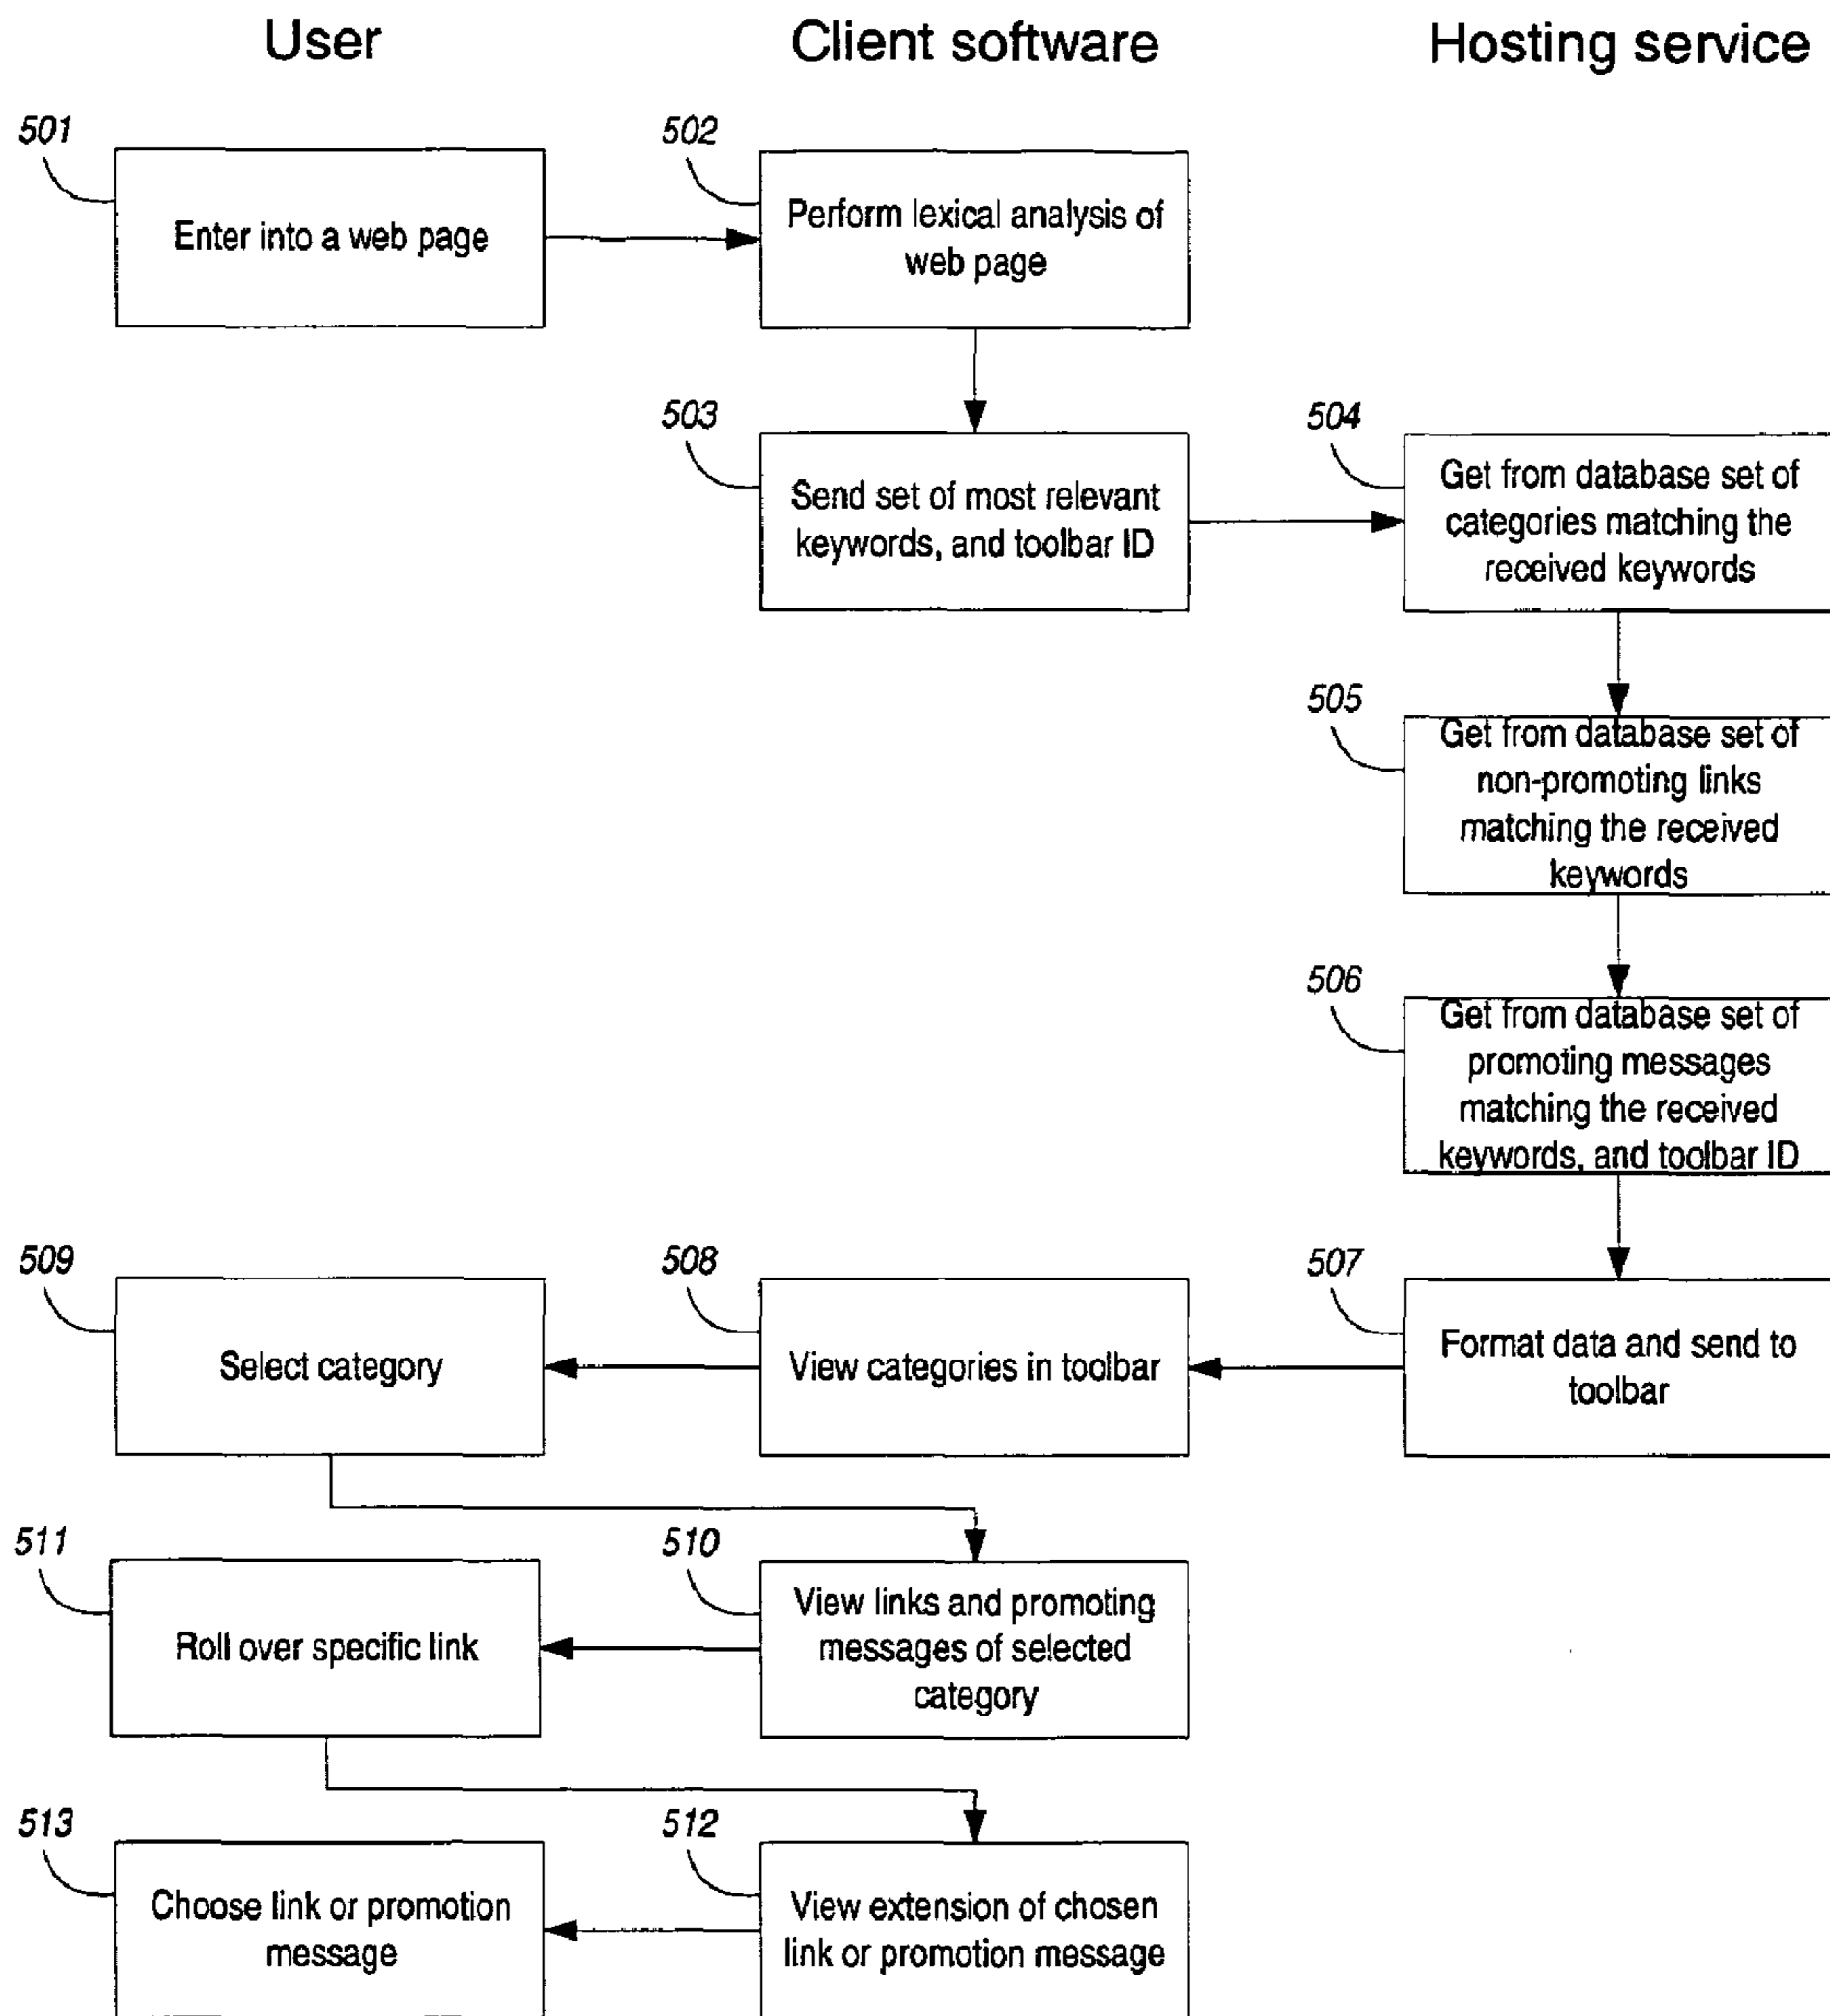 User
Client software
Hosting service
501
Enter into a web page
502
Perform lexical analysis of
web page
503
Send set of most relevant
keywords, and toolbar ID
504
Get from database set of
categories matching the
received keywords
505
Get from database set of
non-promoting links
matching the received
keywords
506
Get from database set of
promoting messages
matching the received
keywords, and toolbar ID
507
Format data and send to
toolbar
508
View categories in toolbar
509
Select category
510
View links and promoting
messages of selected
category
511
Roll over specific link
512
View extension of chosen
link or promotion message
513
Choose link or promotion
message